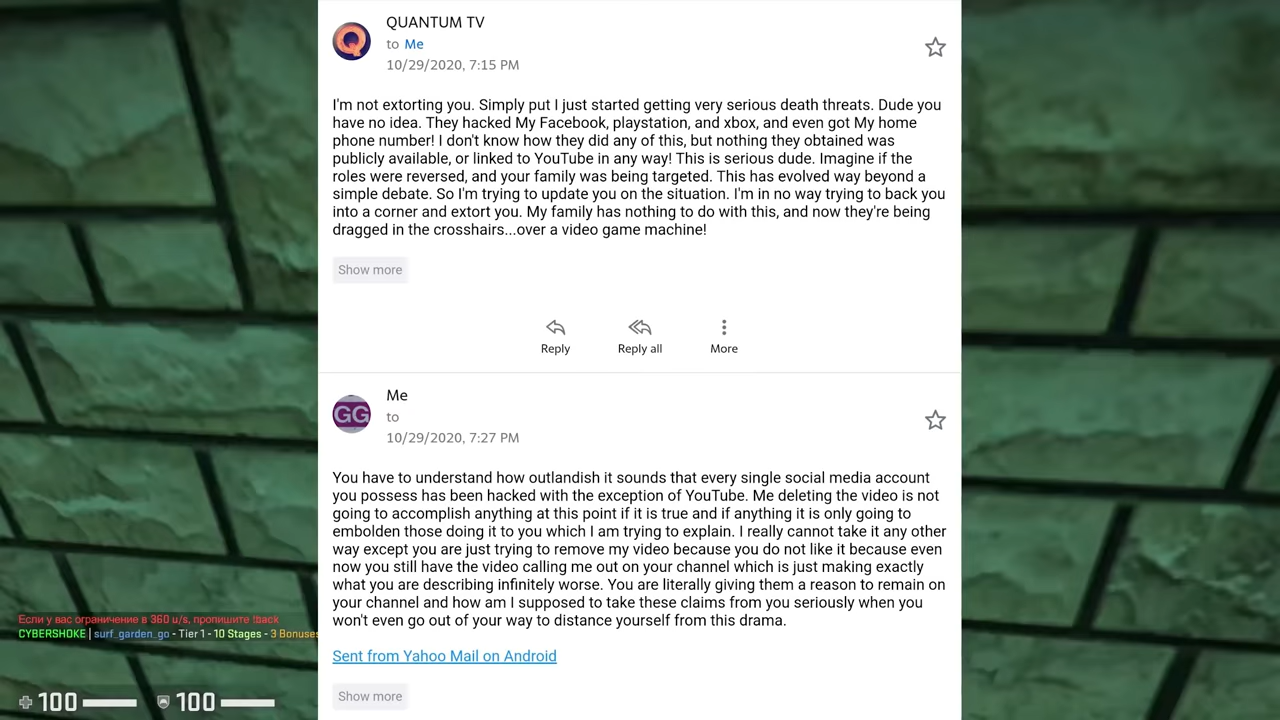 QUANTUM TV
to Me
10/29/2020, 7:15 PM
I'm not extorting you. Simply put I just started getting very serious death threats. Dude you
have no idea. They hacked My Facebook, playstation, and xbox, and even got My home
phone number! I don't know how they did any of this, but nothing they obtained was
publicly available, or linked to YouTube in any way! This is serious dude. Imagine if the
roles were reversed, and your family was being targeted. This has evolved way beyond a
simple debate. So I'm trying to update you on the situation. I'm in no way trying to back you
into a corner and extort you. My family has nothing to do with this, and now they're being
dragged in the crosshairs...over a video game machine!
Show more
Reply
Reply all
More
GG
Me
to
10/29/2020, 7:27 PM
You have to understand how outlandish it sounds that every single social media account
you possess has been hacked with the exception of YouTube. Me deleting the video is not
going to accomplish anything at this point if it is true and if anything it is only going to
embolden those doing it to you which I am trying to explain. I really cannot take it any other
way except you are just trying to remove my video because you do not like it because even
now you still have the video calling me out on your channel which is just making exactly
what you are describing infinitely worse. You are literally giving them a reason to remain on
your channel and how am I supposed to take these claims from you seriously when you
won't even go out of your way to distance yourself from this drama.
Sent from Yahoo Mail on Android
Show more
Если у вас ограничение в 360 u/s, пропишите !back
CYBERSHOKE | surf_garden_go - Tier 1 - 10 Stages - 3 Bonuses
100
100